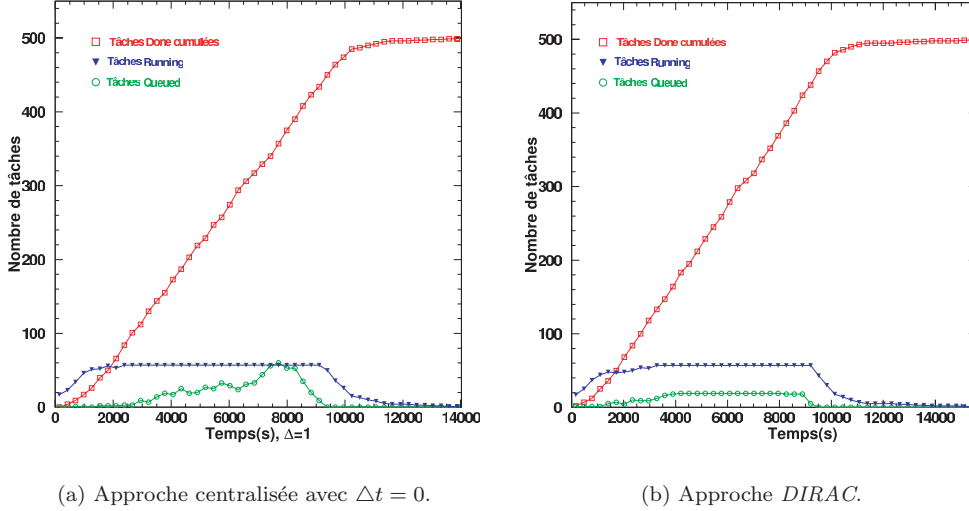 500
400
300
200
100
0
Nombre de tâches
Tâches Done cumulées
Tâches Running
Tâches Queued
0 2000 4000 6000 8000 10000 12000 14000
Temps(s), Δ=1
(a) Approche centralisée avec △t = 0.
500
400
300
200
100
0
Nombre de tâches
Tâches Done cumulées
Tâches Running
Tâches Queued
0 2000 4000 6000 8000 10000 12000 14000
Temps(s)
(b) Approche DIRAC.